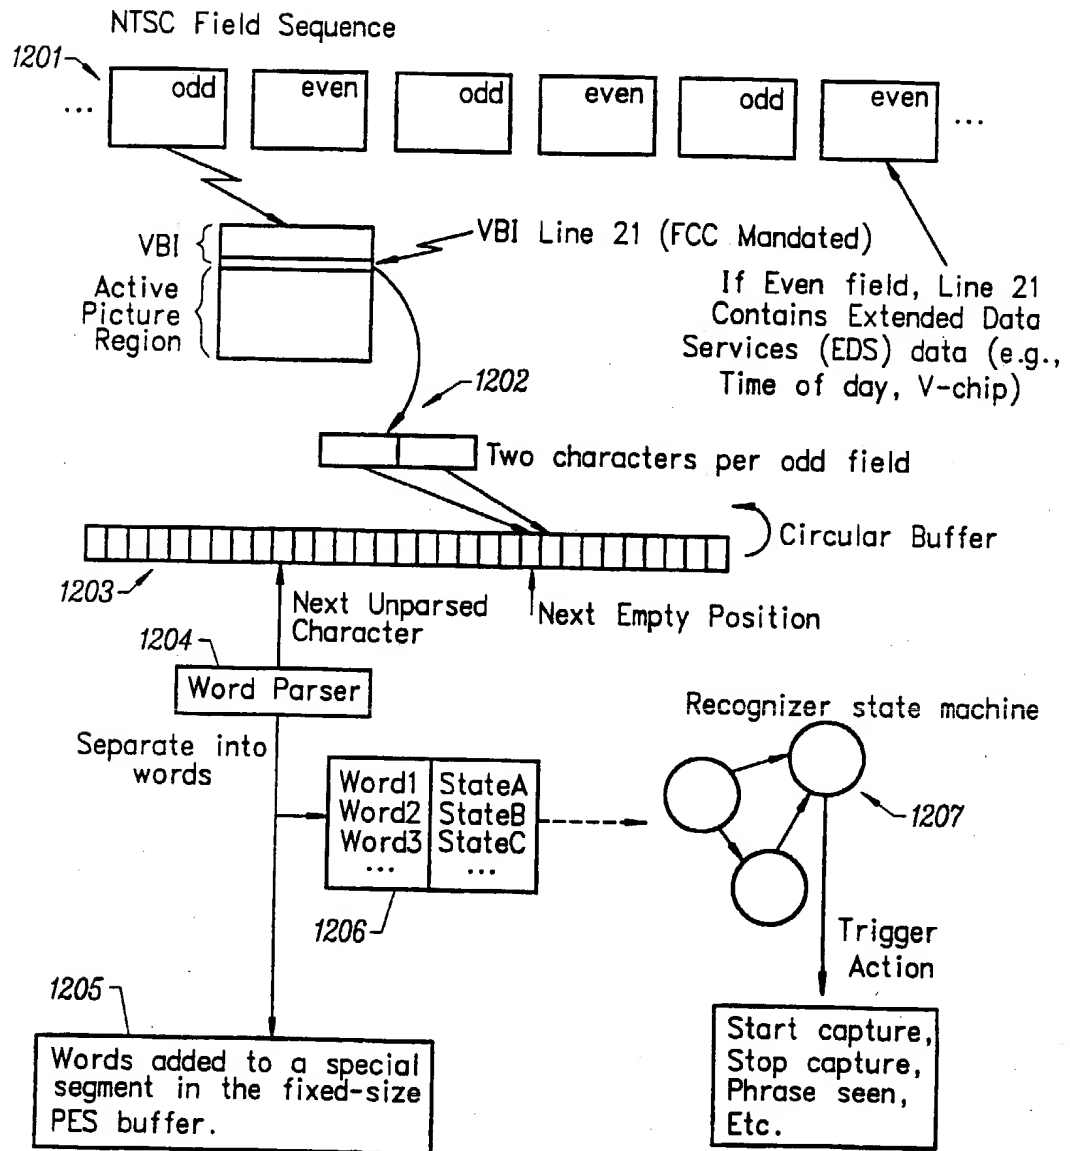 NTSC Field Sequence
1201
... odd even odd even odd even ...
VBI
VBI Line 21 (FCC Mandated)
Active
Picture
Region
If Even field, Line 21
Contains Extended Data
Services (EDS) data (e.g.,
Time of day, V-chip)
1202
Two characters per odd field
Circular Buffer
1203
Next Unparsed
Character
Next Empty Position
1204
Word Parser
Separate into
words
Word1 StateA
Word2 StateB
Word3 StateC
... ...
1206
Recognizer state machine
1207
Trigger
Action
1205
Words added to a special
segment in the fixed-size
PES buffer.
Start capture,
Stop capture,
Phrase seen,
Etc.